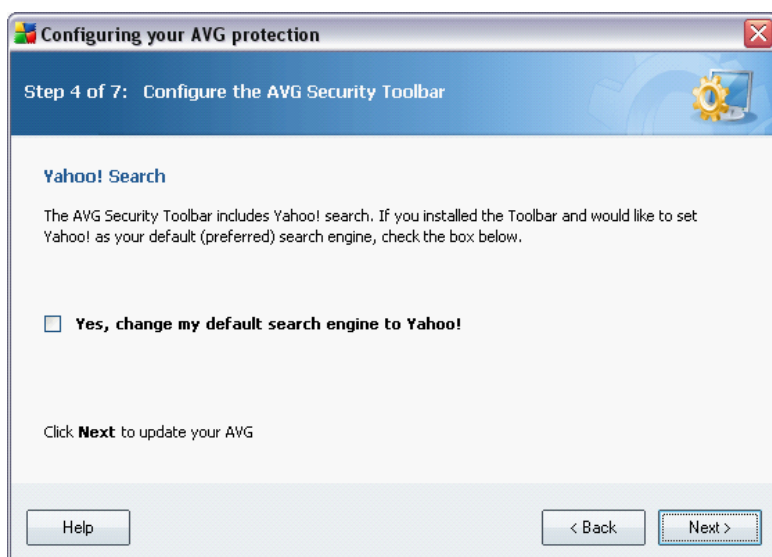 Configuring your AVG protection
Step 4 of 7: Configure the AVG Security Toolbar
Yahoo! Search
The AVG Security Toolbar includes Yahoo! search. If you installed the Toolbar and would like to set
Yahoo! as your default (preferred) search engine, check the box below.
Yes, change my default search engine to Yahoo!
Click Next to update your AVG
Help
< Back
Next >